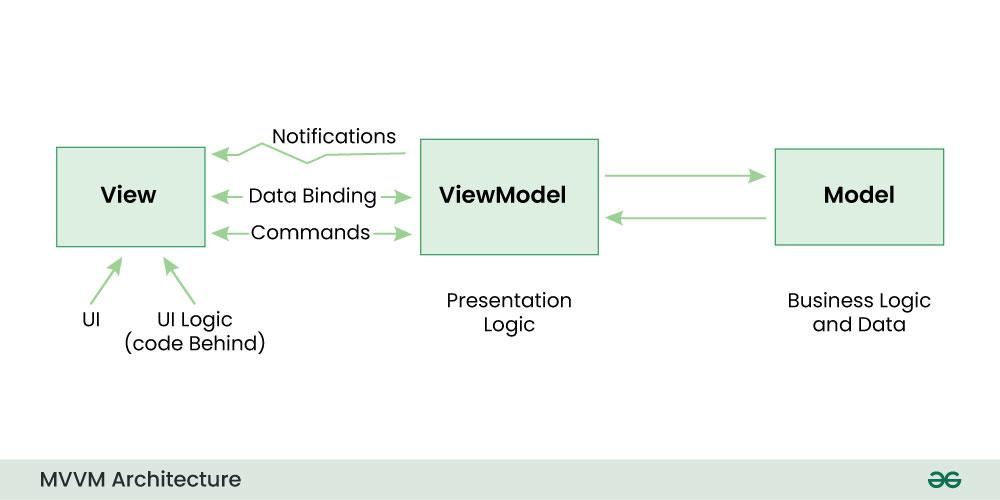 Notifications
View
Data Binding
ViewModel
Model
Commands
UI
UI Logic
(code Behind)
Presentation
Logic
Business Logic
and Data
MVVM Architecture